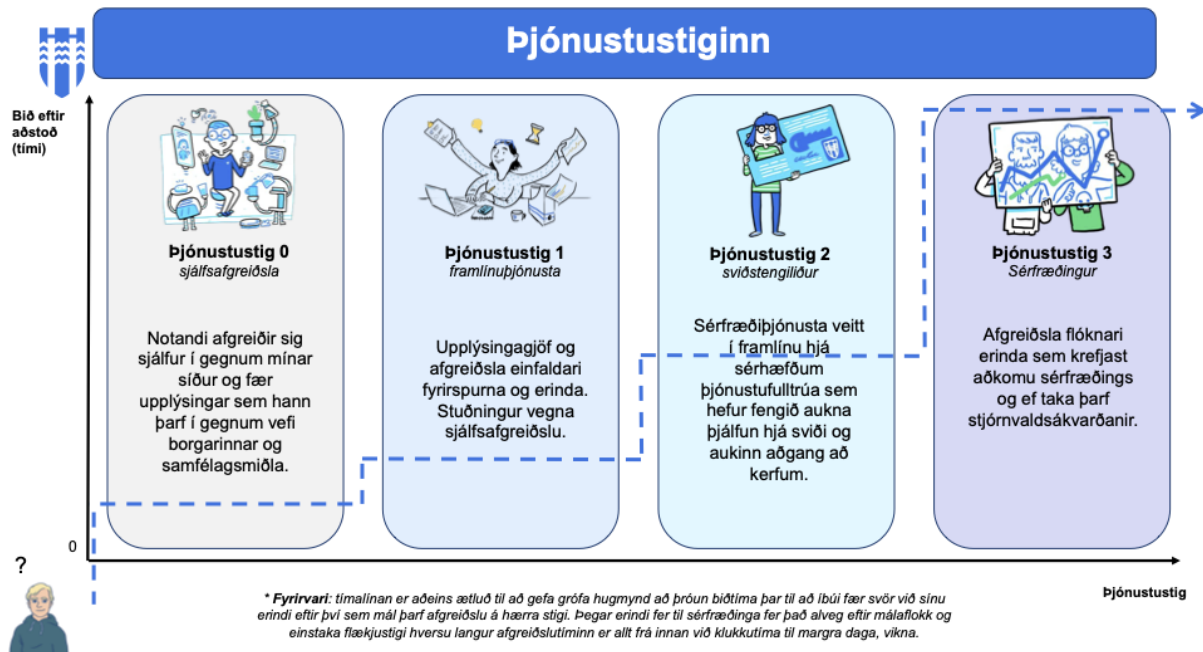 Þjónustustiginn
Bið eftir
aðstoð
(tími)
Þjónustustig 0
sjálfsafgreiðsla
Notandi afgreiðir sig
sjálfur í gegnum mínar
síður og fær
upplýsingar sem hann
þarf í gegnum vefi
borgarinnar og
samfélagsmiðla.
Þjónustustig 1
framlínuþjónusta
Upplýsingagjöf og
afgreiðsla einfaldari
fyrirspurna og erinda.
Stuðningur vegna
sjálfsafgreiðslu.
Þjónustustig 2
sviðstengiliður
Sérfræðiþjónusta veitt
í framlínu hjá
sérhæfðum
þjónustufulltrúa sem
hefur fengið aukna
þjálfun hjá sviði og
aukinn aðgang að
kerfum.
Þjónustustig 3
Sérfræðingur
Afgreiðsla flóknari
erinda sem krefjast
aðkomu sérfræðings
og ef taka þarf
stjórnvaldsákvarðanir.
0
?
Þjónustustig
* Fyrirvari: tímalínan er aðeins ætluð til að gefa grófa hugmynd að þróun biðtíma þar til að íbúi fær svör við sínu
erindi eftir því sem mál þarf afgreiðslu á hærra stigi. Þegar erindi fer til sérfræðinga fer það alveg eftir málaflokk og
einstaka flækjustigi hversu langur afgreiðslutíminn er allt frá innan við klukkutíma til margra daga, vikna.